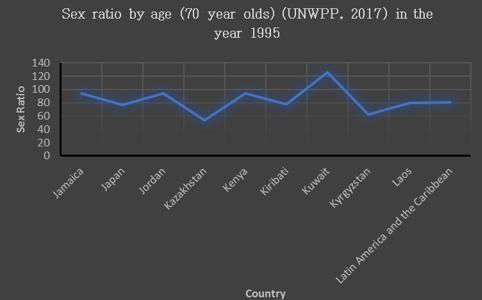 Sex ratio by age (70 year olds) (UNWPP. 2017) in the
year 1995
140
120
100
80
60
40
20
0
Sex Ratio
Jamaica
Japan
Jordan
Kazakhstan
Kenya
Kiribati
Kuwait
Kyrgyzstan
Laos
Latin America and the Caribbean
Country